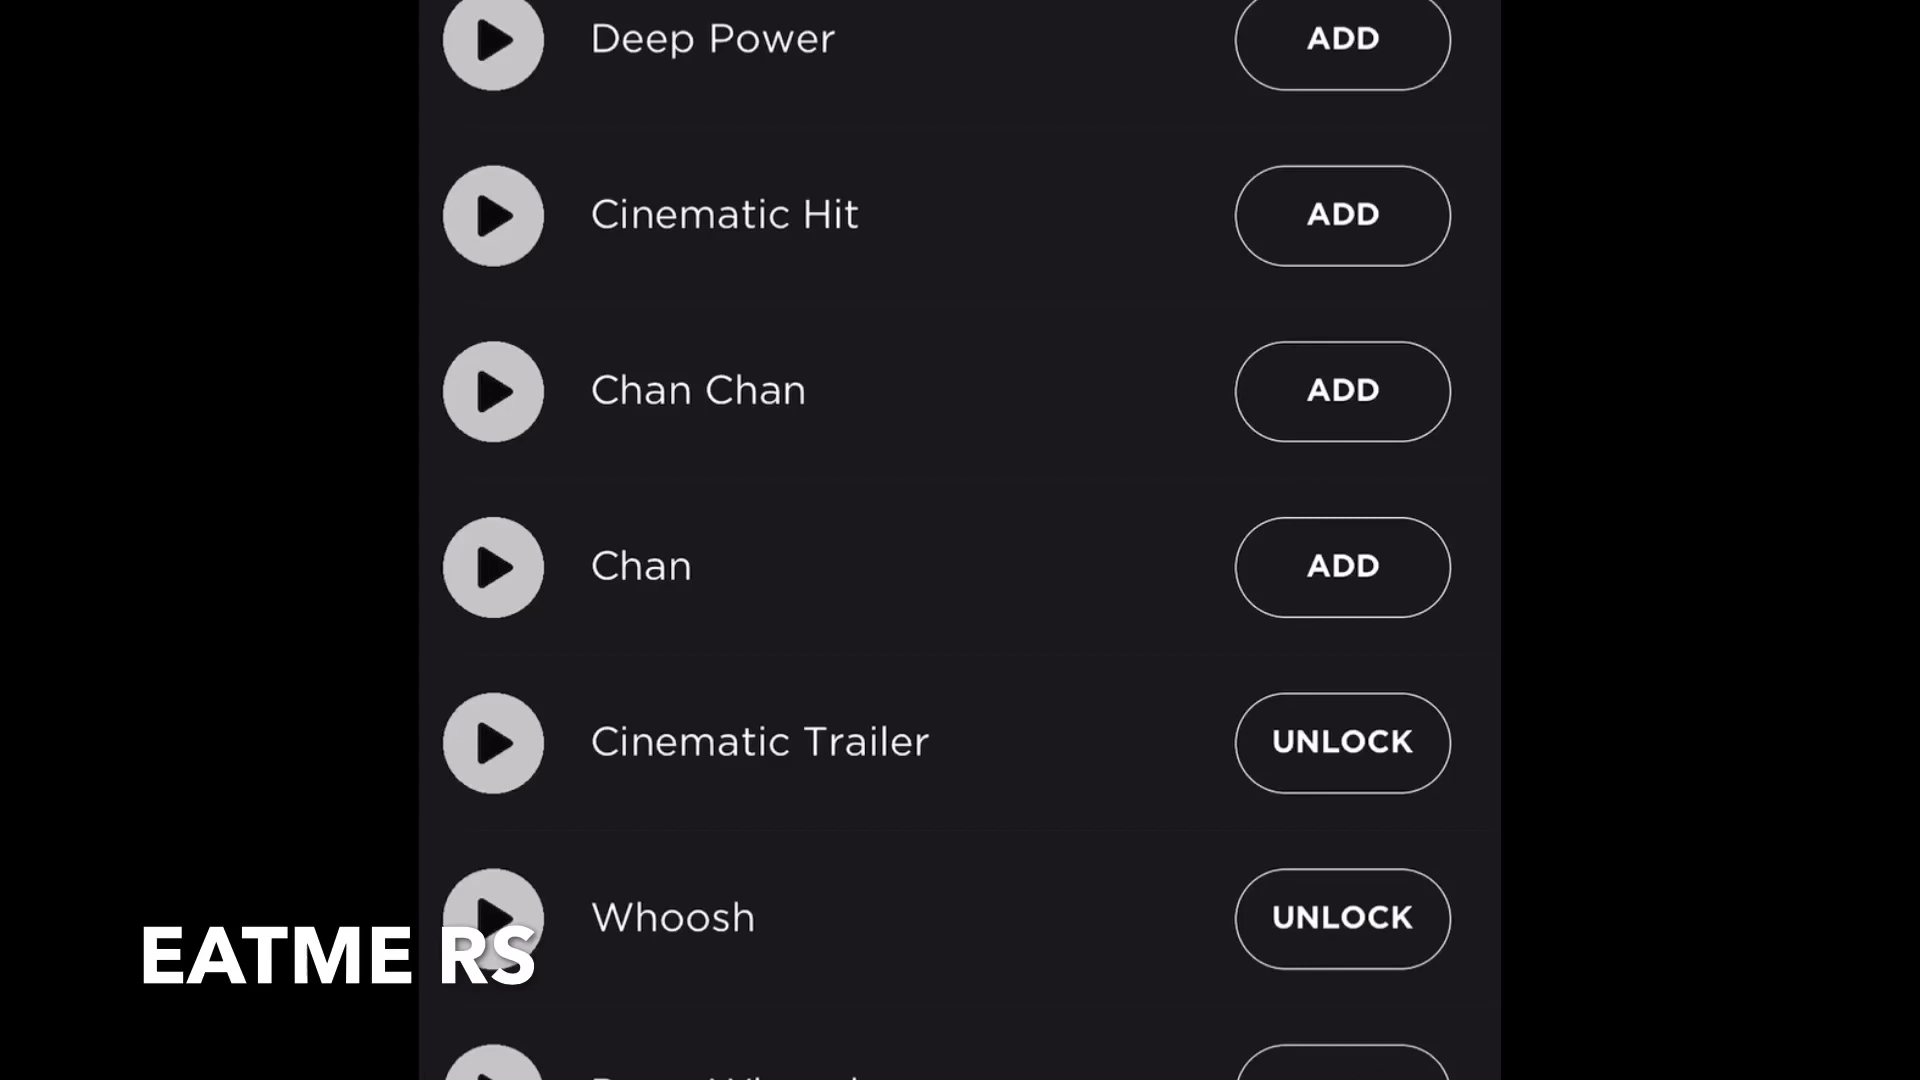 Deep Power ADD
Cinematic Hit ADD
Chan Chan ADD
Chan ADD
Cinematic Trailer UNLOCK
Whoosh UNLOCK
EATME RS